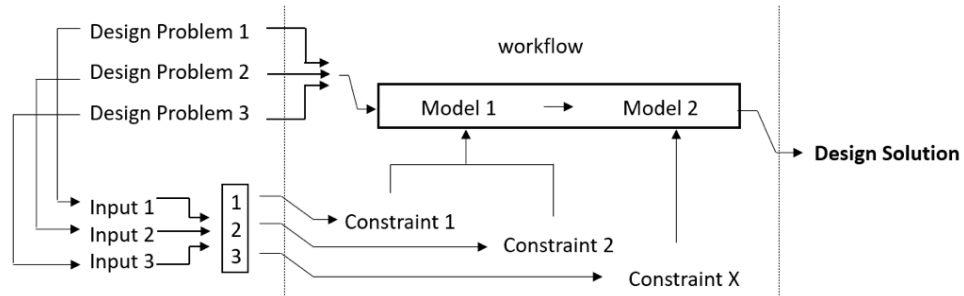 Design Problem 1
Design Problem 2
Design Problem 3
workflow
Model 1
Model 2
Design Solution
Input 1
Input 2
Input 3
1
2
3
Constraint 1
Constraint 2
Constraint X